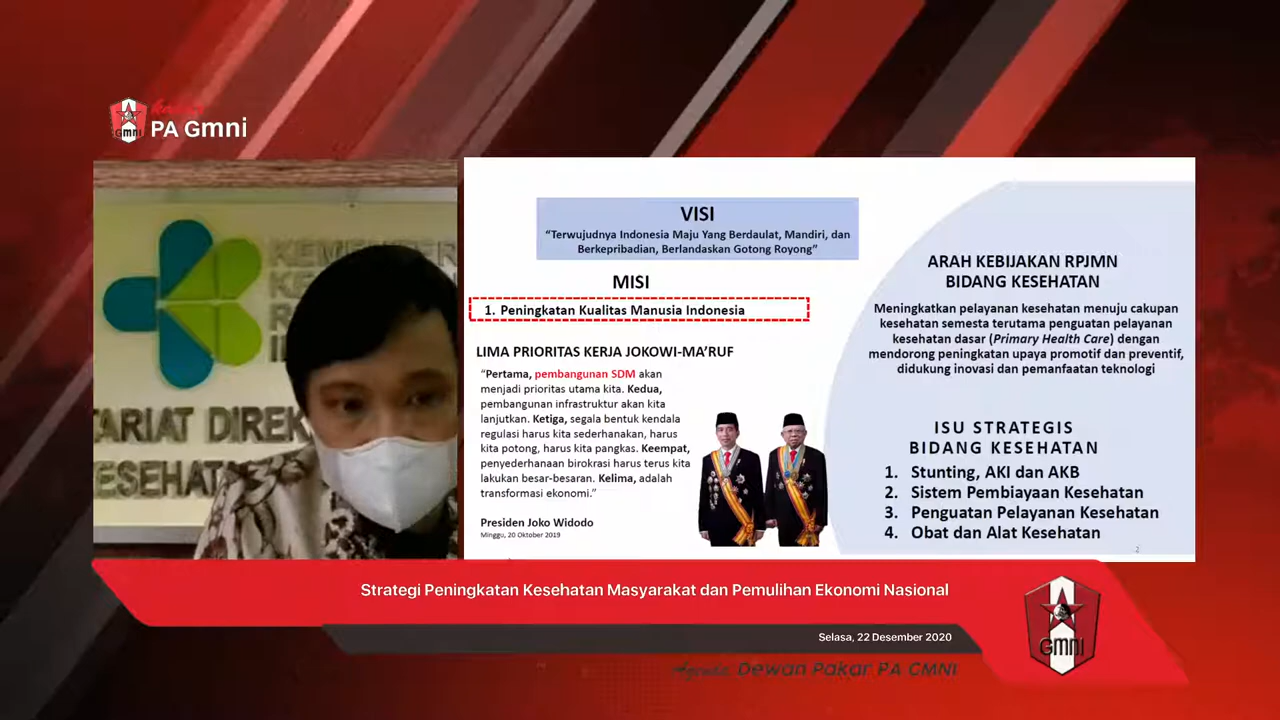 PA Gmni
GMNI
KEMENTER
TARIAT DIREK
KESEHATAN
VISI
“Terwujudnya Indonesia Maju Yang Berdaulat, Mandiri, dan
Berkepribadian, Berlandaskan Gotong Royong”
MISI
1. Peningkatan Kualitas Manusia Indonesia
LIMA PRIORITAS KERJA JOKOWI-MA’RUF
“Pertama, pembangunan SDM akan
menjadi prioritas utama kita. Kedua,
pembangunan infrastruktur akan kita
lanjutkan. Ketiga, segala bentuk kendala
regulasi harus kita sederhanakan, harus
kita potong, harus kita pangkas. Keempat,
penyederhanaan birokrasi harus terus kita
lakukan besar-besaran. Kelima, adalah
transformasi ekonomi.”
Presiden Joko Widodo
Minggu, 20 Oktober 2019
ARAH KEBIJAKAN RPJMN
BIDANG KESEHATAN
Meningkatkan pelayanan kesehatan menuju cakupan
kesehatan semesta terutama penguatan pelayanan
kesehatan dasar (Primary Health Care) dengan
mendorong peningkatan upaya promotif dan preventif,
didukung inovasi dan pemanfaatan teknologi
ISU STRATEGIS
BIDANG KESEHATAN
1. Stunting, AKI dan AKB
2. Sistem Pembiayaan Kesehatan
3. Penguatan Pelayanan Kesehatan
4. Obat dan Alat Kesehatan
2
Strategi Peningkatan Kesehatan Masyarakat dan Pemulihan Ekonomi Nasional
Selasa, 22 Desember 2020
GMNI
Dewan Pakar PA GMNI